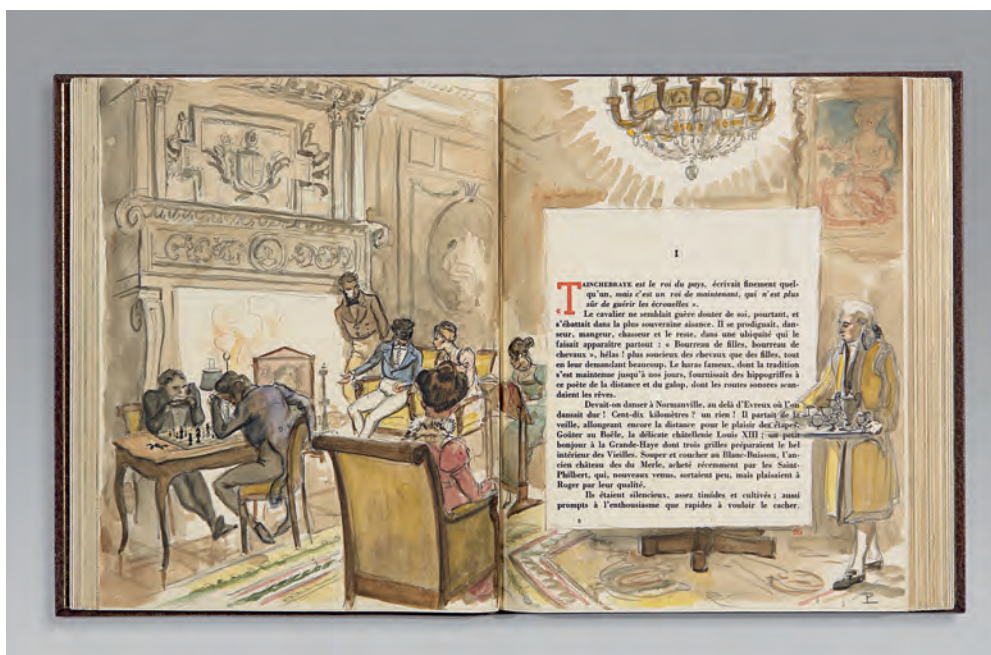 I
« TAINCHEBRAYE est le roi du pays, écrivait finement quel-
qu'un, mais c'est un roi de maintenant, qui n'est plus
sûr de guérir les écrouelles ».
Le cavalier ne semblait guère douter de soi, pourtant, et
s'ébattait dans la plus souveraine aisance. Il se prodiguait, dan-
seur, mangeur, chasseur et le reste, dans une ubiquité qui le
faisait apparaître partout : « Bourreau de filles, bourreau de
chevaux », hélas ! plus soucieux des chevaux que des filles, tout
en leur demandant beaucoup. Le haras fameux, dont la tradition
s'est maintenue jusqu'à nos jours, fournissait des hippogriffes à
ce poète de la distance et du galop, dont les routes sonores scan-
daient les rêves.
Devait-on danser à Normanville, au delà d'Evreux où l'on
dansait dur ! Cent-dix kilomètres ? un rien ! Il partait de la
veille, allongeant encore la distance pour le plaisir des étapes.
Goûter au Boële, la délicate châtellenie Louis XIII ; un petit
bonjour à la Grande-Haye dont trois grilles préparaient le bel
intérieur des Vieilles. Souper et coucher au Blanc-Buisson, l'an-
cien château des du Merle, acheté récemment par les Saint-
Philbert, qui, nouveaux venus, sortaient peu, mais plaisaient à
Roger par leur qualité.
Ils étaient silencieux, assez timides et cultivés ; aussi
prompts à l'enthousiasme que rapides à vouloir le cacher.